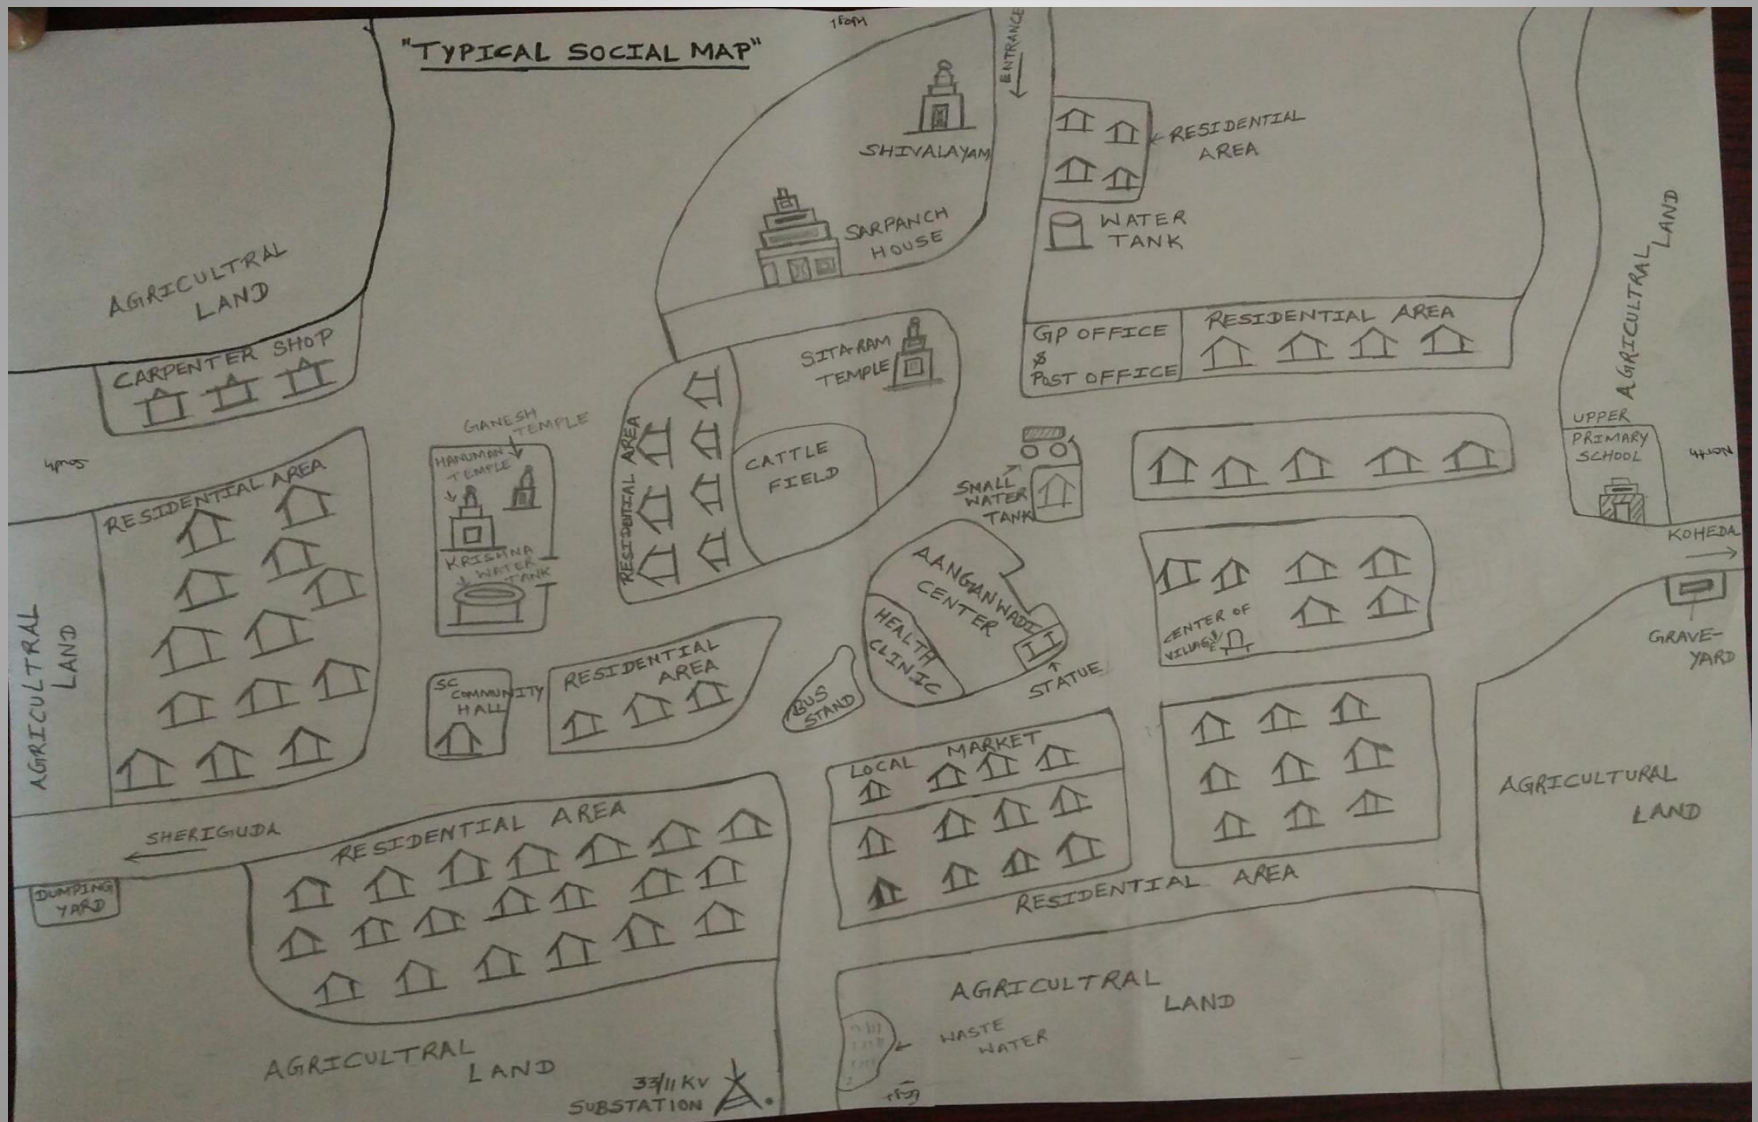 "TYPICAL SOCIAL MAP"
ENTRANCE
SHIVALAYAM
RESIDENTIAL
AREA
SARPANCH
HOUSE
WATER
TANK
AGRICULTRAL
LAND
AGRICULTRAL
LAND
CARPENTER SHOP
SITARAM
TEMPLE
GP OFFICE
&
POST OFFICE
RESIDENTIAL AREA
GANESH
TEMPLE
HANUMAN
TEMPLE
KRISHNA
WATER
TANK
RESIDENTIAL AREA
CATTLE
FIELD
SMALL
WATER
TANK
UPPER
PRIMARY
SCHOOL
South
North
RESIDENTIAL AREA
KOHEDA
GRAVE-
YARD
AANGANWADI
CENTER
HEALTH
CLINIC
STATUE
CENTER OF
VILLAGE
AGRICULTRAL
LAND
SC
COMMUNITY
HALL
RESIDENTIAL
AREA
BUS
STAND
LOCAL MARKET
AGRICULTURAL
LAND
SHERIGUDA
RESIDENTIAL AREA
DUMPING
YARD
RESIDENTIAL AREA
AGRICULTRAL
LAND
WASTE
WATER
AGRICULTRAL
LAND
33/11 KV
SUBSTATION